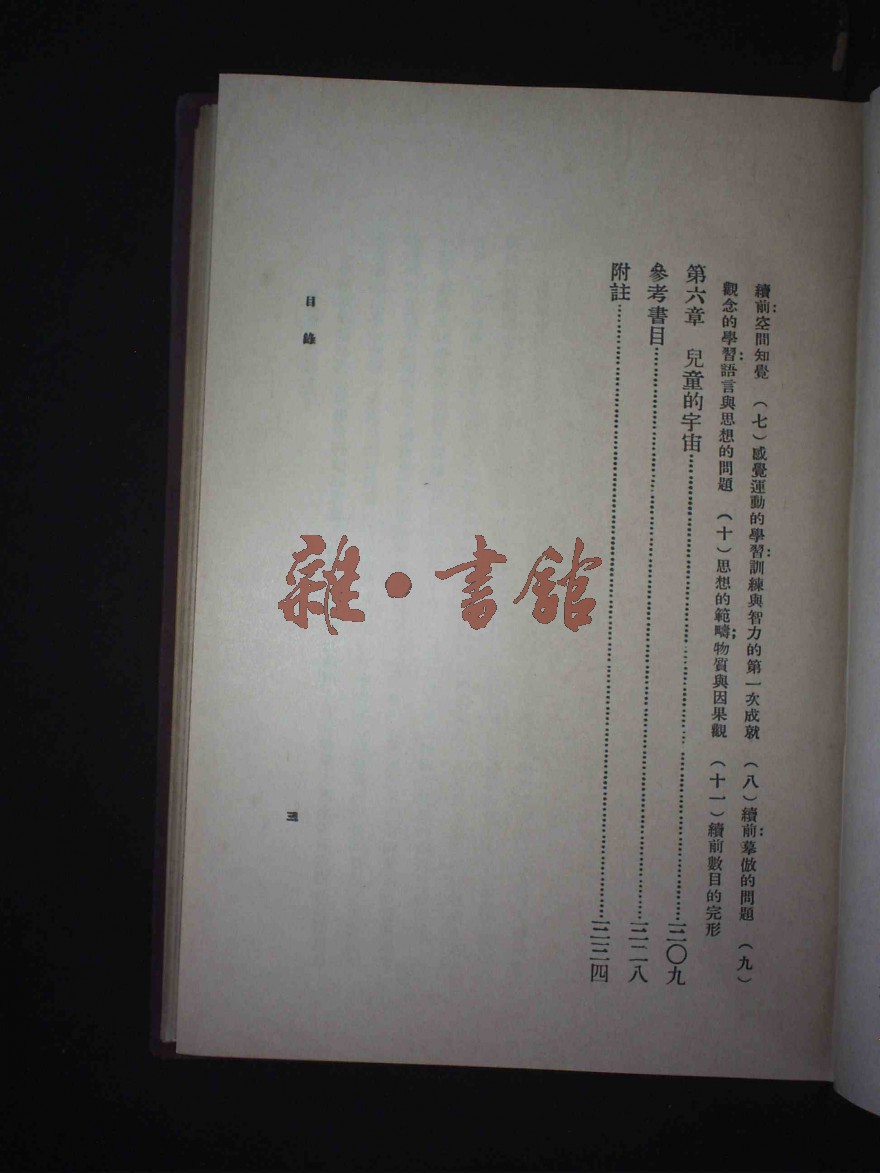 續前:空間知覺 (七)感覺運動的學習:訓練與智力的第一次成就 (八)續前:摹倣的問題 (九)
觀念的學習:語言與思想的問題 (十)思想的範疇;物質與因果觀 (十一)續前數目的完形
第六章 兒童的宇宙……三〇九
參考書目……三二八
附註……三三四
目錄 三
雜·書館